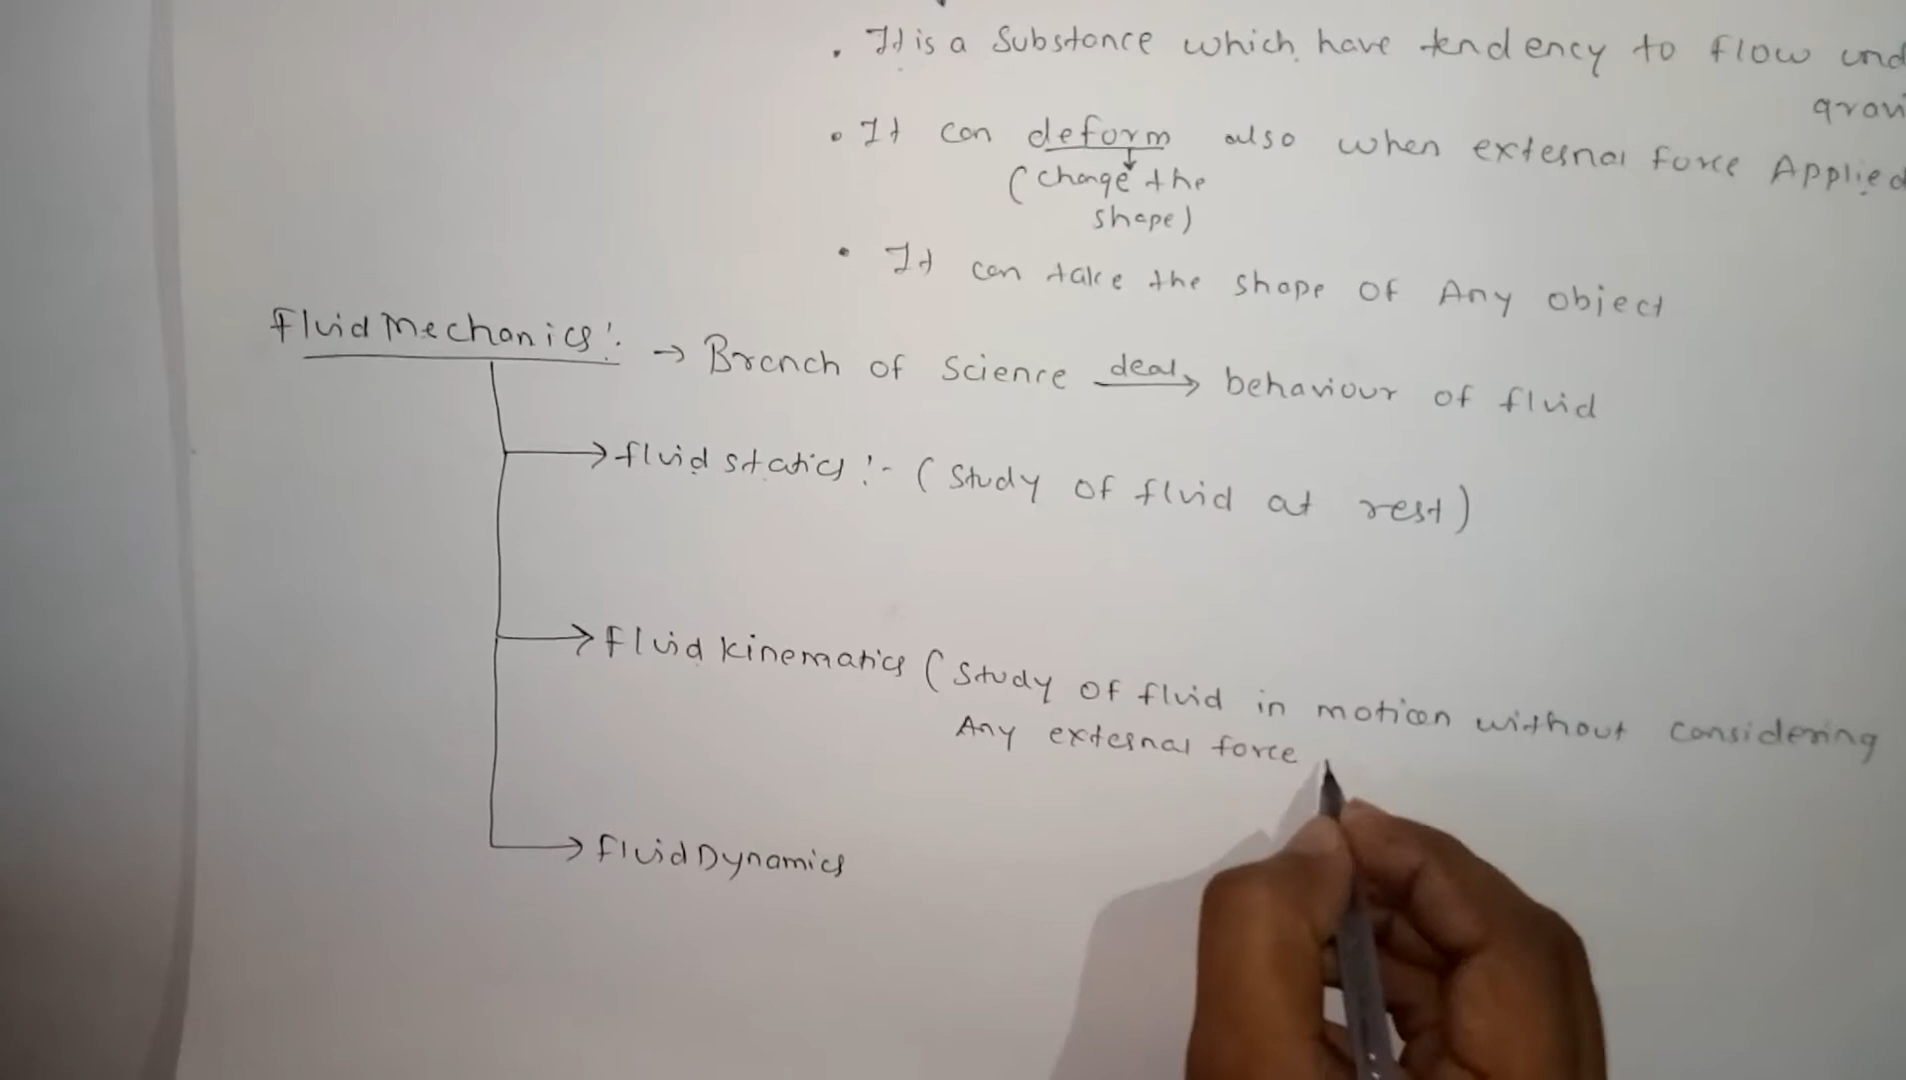 . It is a Substance which have tendency to flow und
gravi
• It can deform also when external force Applied
(change the
shape)
• It can take the shape of Any object
fluid Mechanics :
→ Branch of Science deal → behaviour of fluid
→ fluid statics :- (Study of fluid at rest)
→ fluid kinematics (Study of fluid in motion without considering
Any external force
→ fluid Dynamics